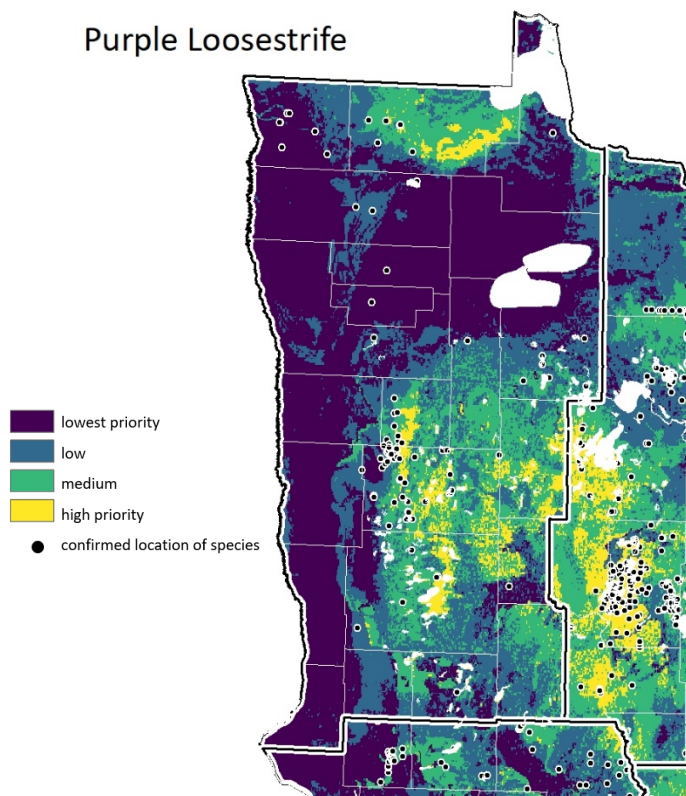 Purple Loosestrife
lowest priority
low
medium
high priority
confirmed location of species